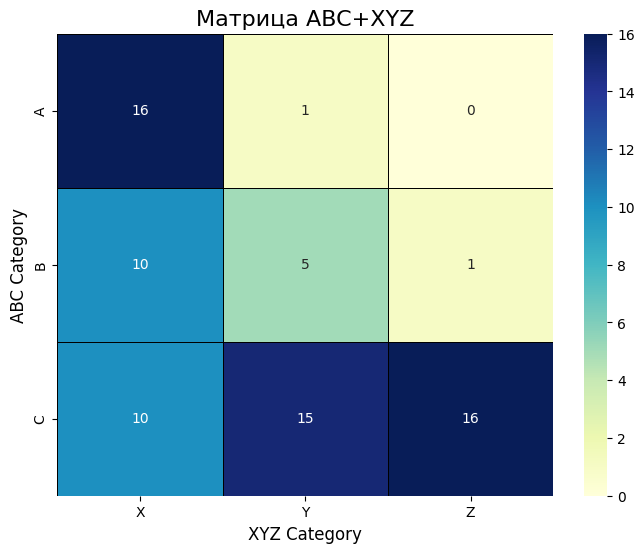 Матрица ABC+XYZ
16
A
16
1
0
14
12
10
ABC Category
B
10
5
1
8
6
4
C
10
15
16
2
0
X
Y
Z
XYZ Category